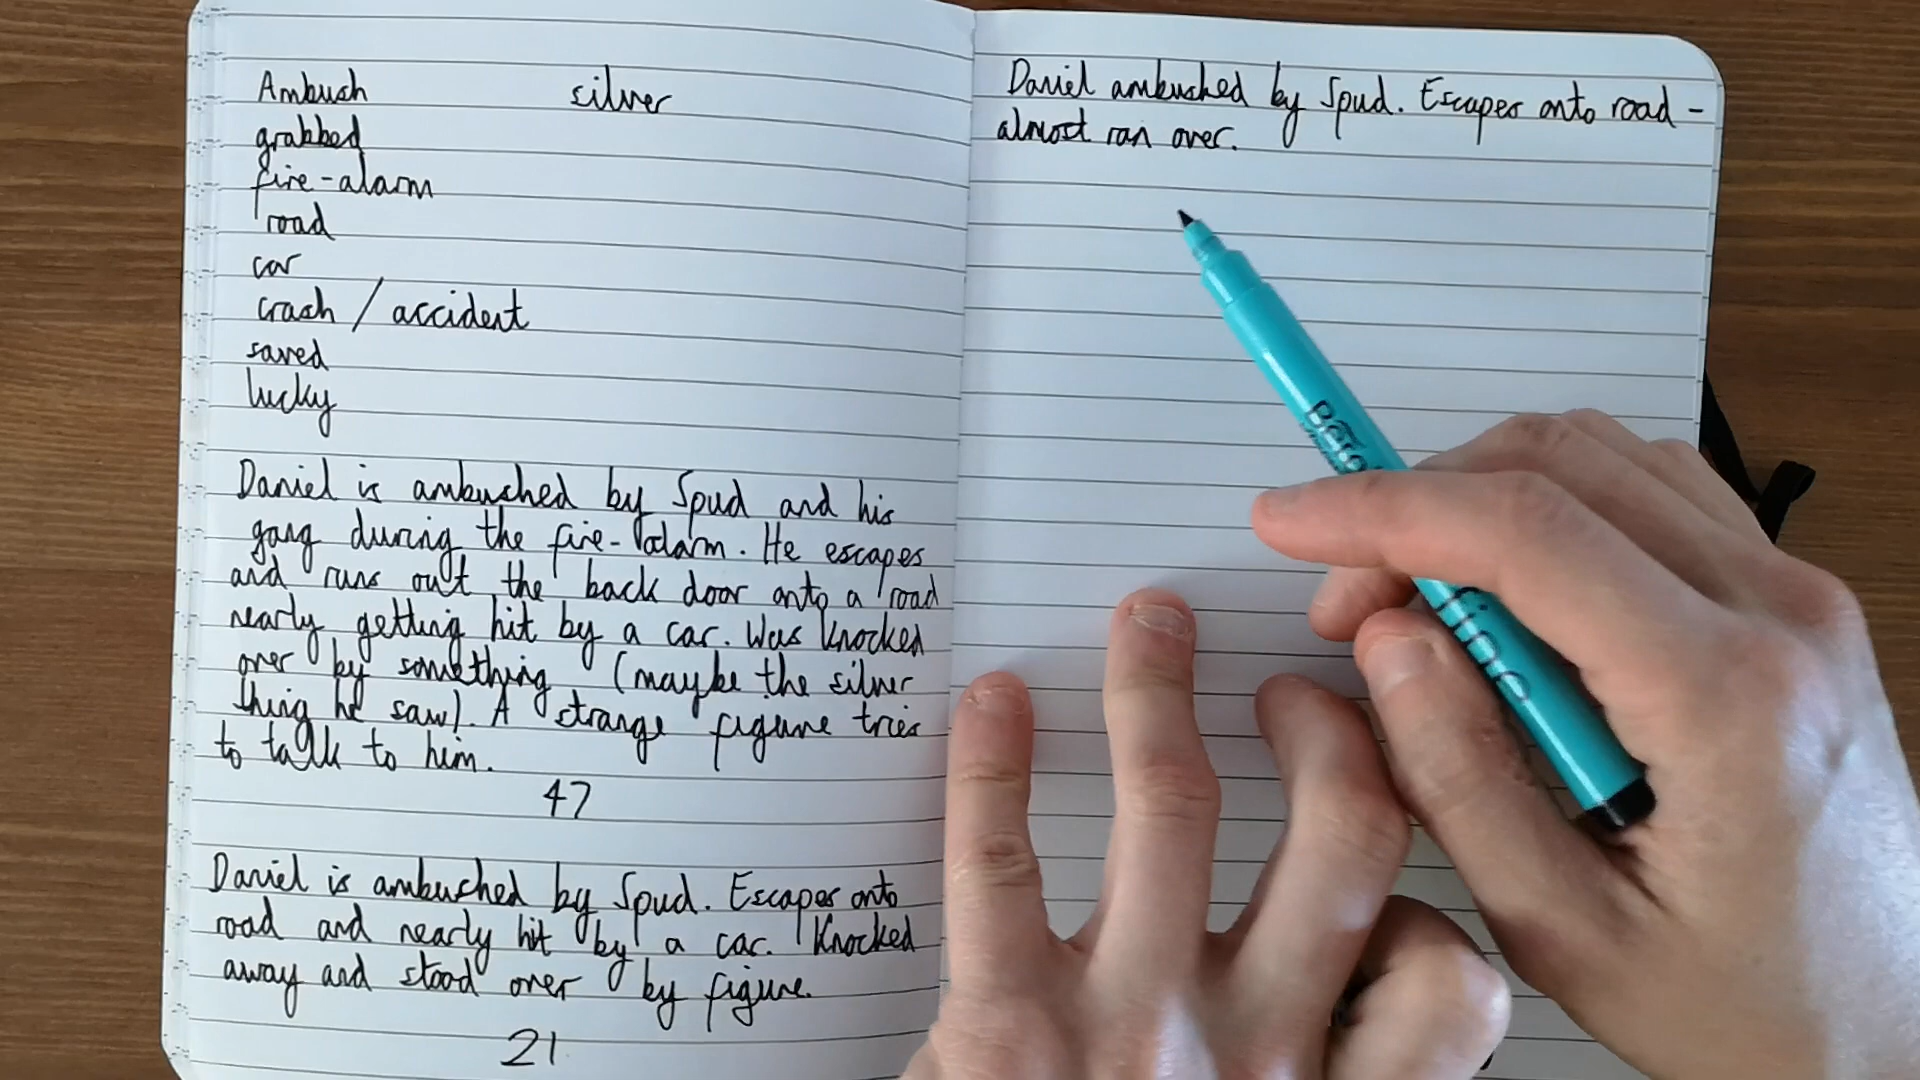 Ambush silver
grabbed
fire-alarm
road
car
crash / accident
saved
lucky
Daniel is ambushed by Spud and his
gang during the fire-alarm. He escapes
and runs out the back door onto a road
nearly getting hit by a car. Was knocked
over by something (maybe the silver
thing he saw). A strange figure tries
to talk to him.
47
Daniel is ambushed by Spud. Escapes onto
road and nearly hit by a car. Knocked
away and stood over by figure.
21
Daniel ambushed by Spud. Escapes onto road -
almost ran over.
Berol
fine